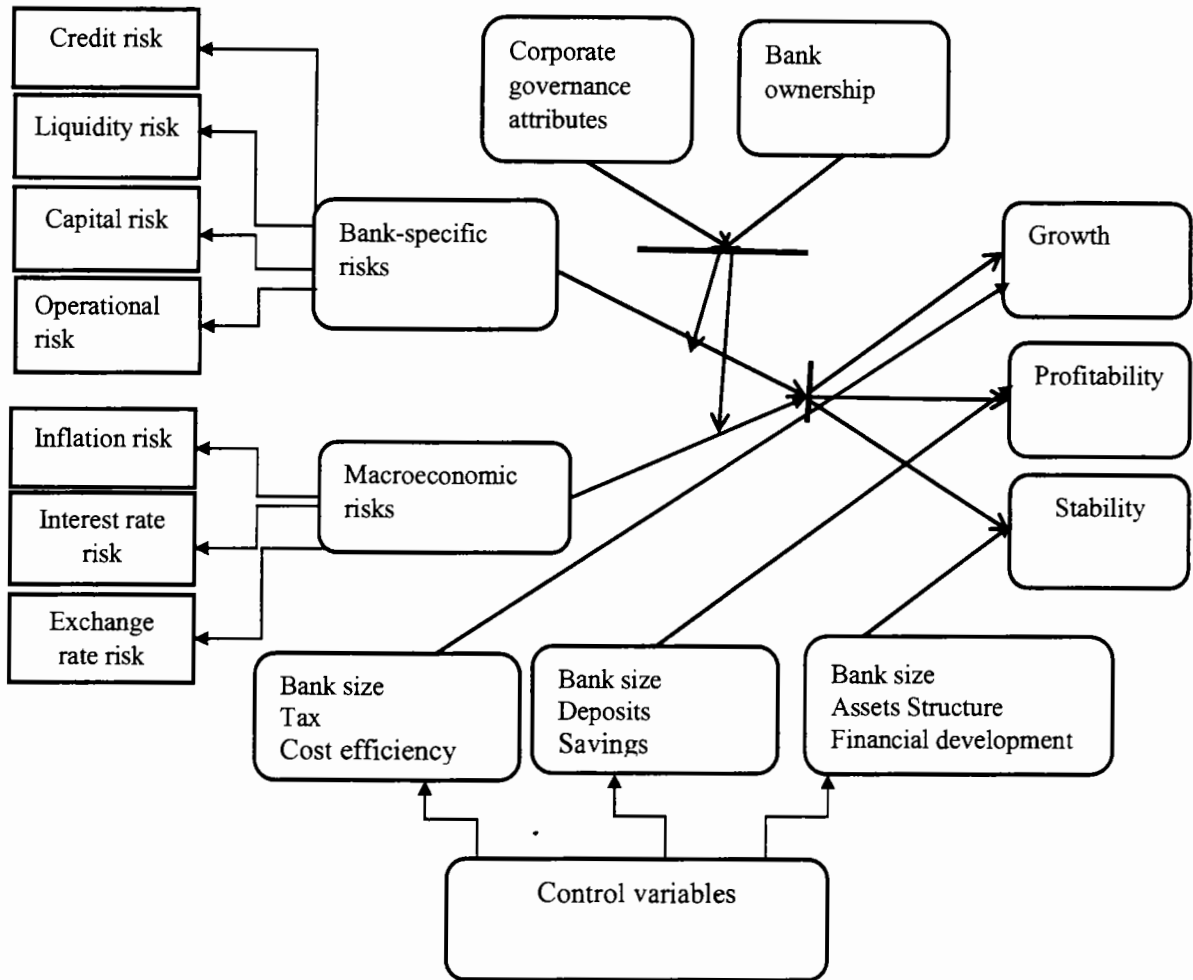 Credit risk
Liquidity risk
Capital risk
Operational
risk
Bank-specific
risks
Corporate
governance
attributes
Bank
ownership
Growth
Profitability
Stability
Inflation risk
Interest rate
risk
Exchange
rate risk
Macroeconomic
risks
Bank size
Tax
Cost efficiency
Bank size
Deposits
Savings
Bank size
Assets Structure
Financial development
Control variables